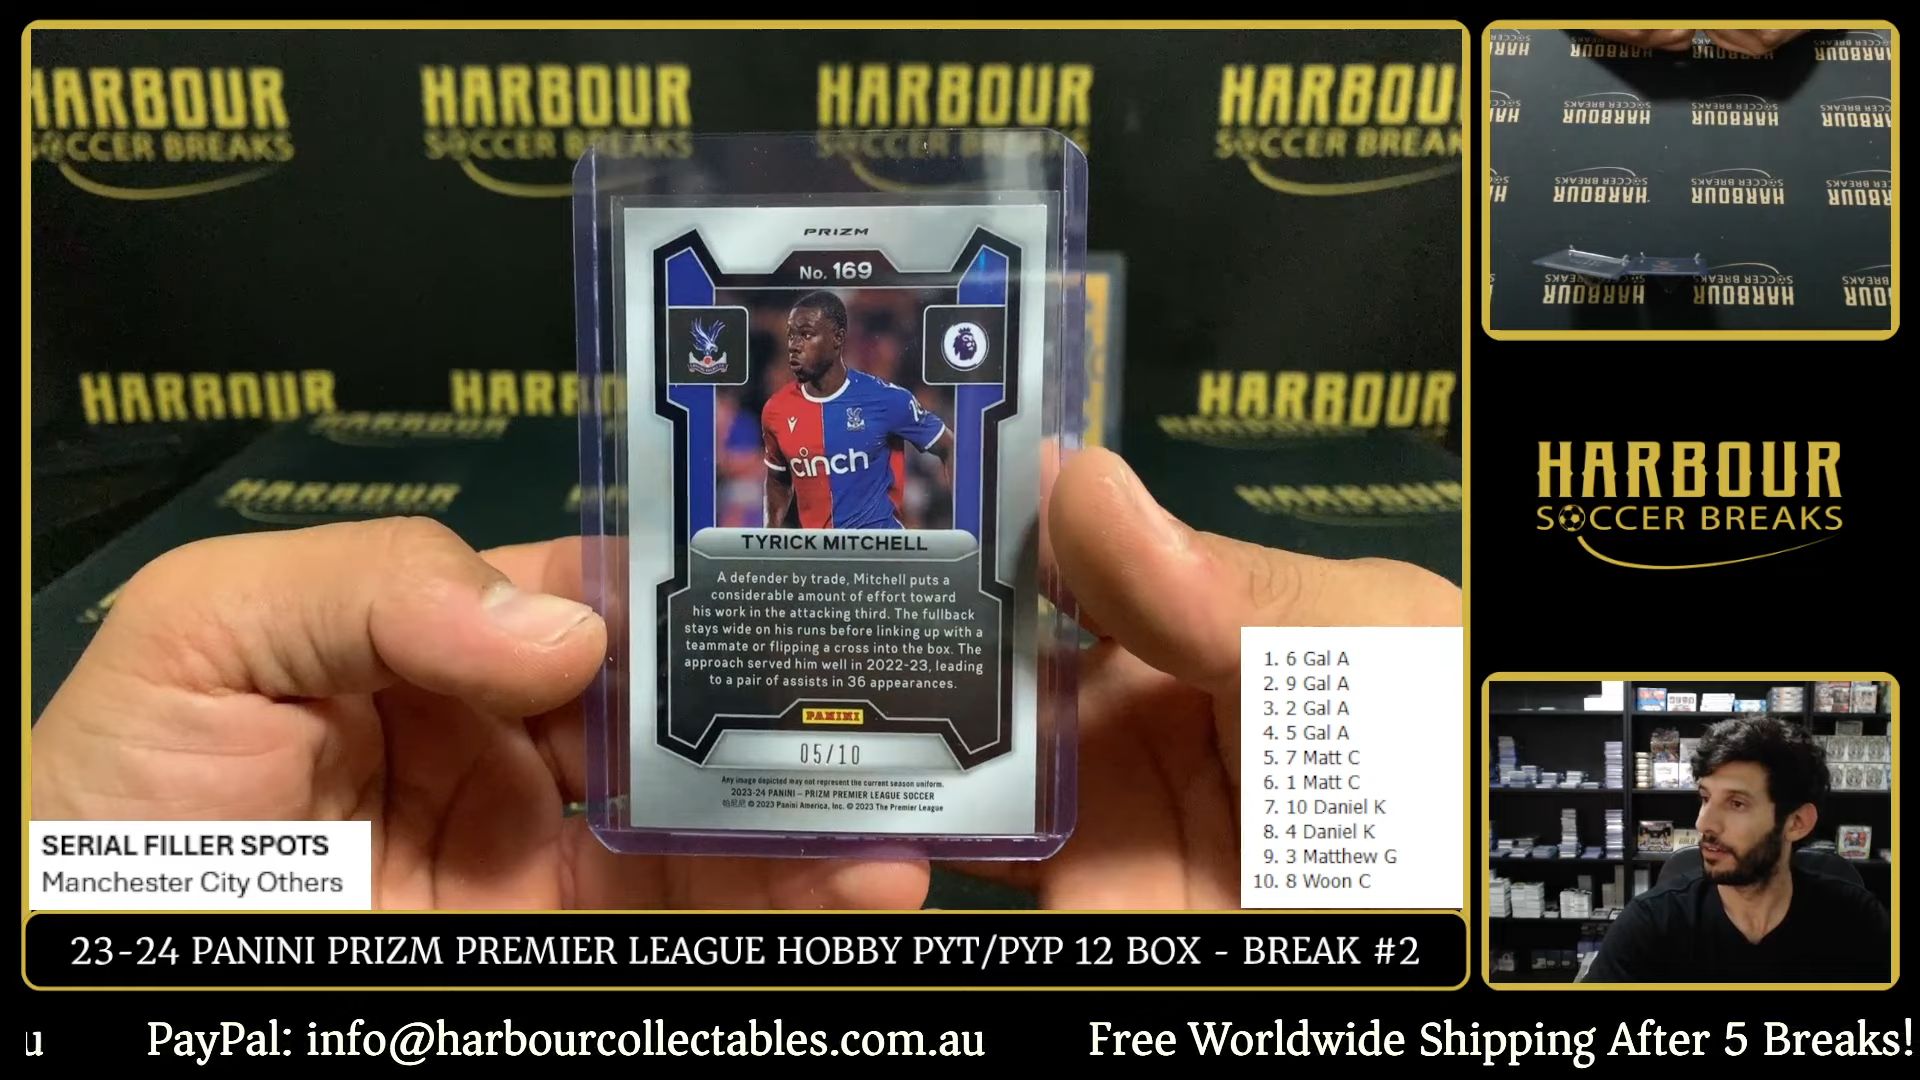 HARBOUR
SOCCER BREAKS
HARBOUR
SOCCER BREAKS
PRIZM
No. 169
cinch
TYRICK MITCHELL
A defender by trade, Mitchell puts a
considerable amount of effort toward
his work in the attacking third. The fullback
stays wide on his runs before linking up with a
teammate or flipping a cross into the box. The
approach served him well in 2022-23, leading
to a pair of assists in 36 appearances.
PANINI
05/10
Any image depicted may not represent the current season uniform.
2023-24 PANINI – PRIZM PREMIER LEAGUE SOCCER
帕尼尼 © 2023 Panini America, Inc. © 2023 The Premier League
SERIAL FILLER SPOTS
Manchester City Others
1. 6 Gal A
2. 9 Gal A
3. 2 Gal A
4. 5 Gal A
5. 7 Matt C
6. 1 Matt C
7. 10 Daniel K
8. 4 Daniel K
9. 3 Matthew G
10. 8 Woon C
HARBOUR
SOCCER BREAKS
23-24 PANINI PRIZM PREMIER LEAGUE HOBBY PYT/PYP 12 BOX - BREAK #2
u PayPal: info@harbourcollectables.com.au Free Worldwide Shipping After 5 Breaks!